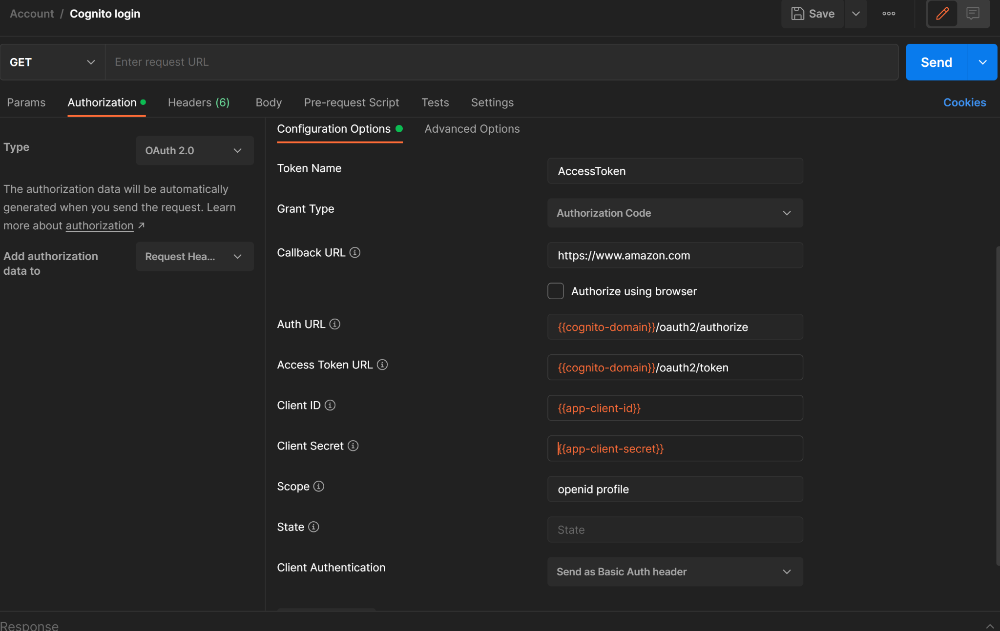 Account / Cognito login
Save
GET
Enter request URL
Send
Params
Authorization
Headers (6)
Body
Pre-request Script
Tests
Settings
Cookies
Type
OAuth 2.0
The authorization data will be automatically
generated when you send the request. Learn
more about authorization ↗
Add authorization
data to
Request Hea...
Configuration Options
Advanced Options
Token Name
AccessToken
Grant Type
Authorization Code
Callback URL
https://www.amazon.com
Authorize using browser
Auth URL
{{cognito-domain}}/oauth2/authorize
Access Token URL
{{cognito-domain}}/oauth2/token
Client ID
{{app-client-id}}
Client Secret
{{app-client-secret}}
Scope
openid profile
State
State
Client Authentication
Send as Basic Auth header
Response